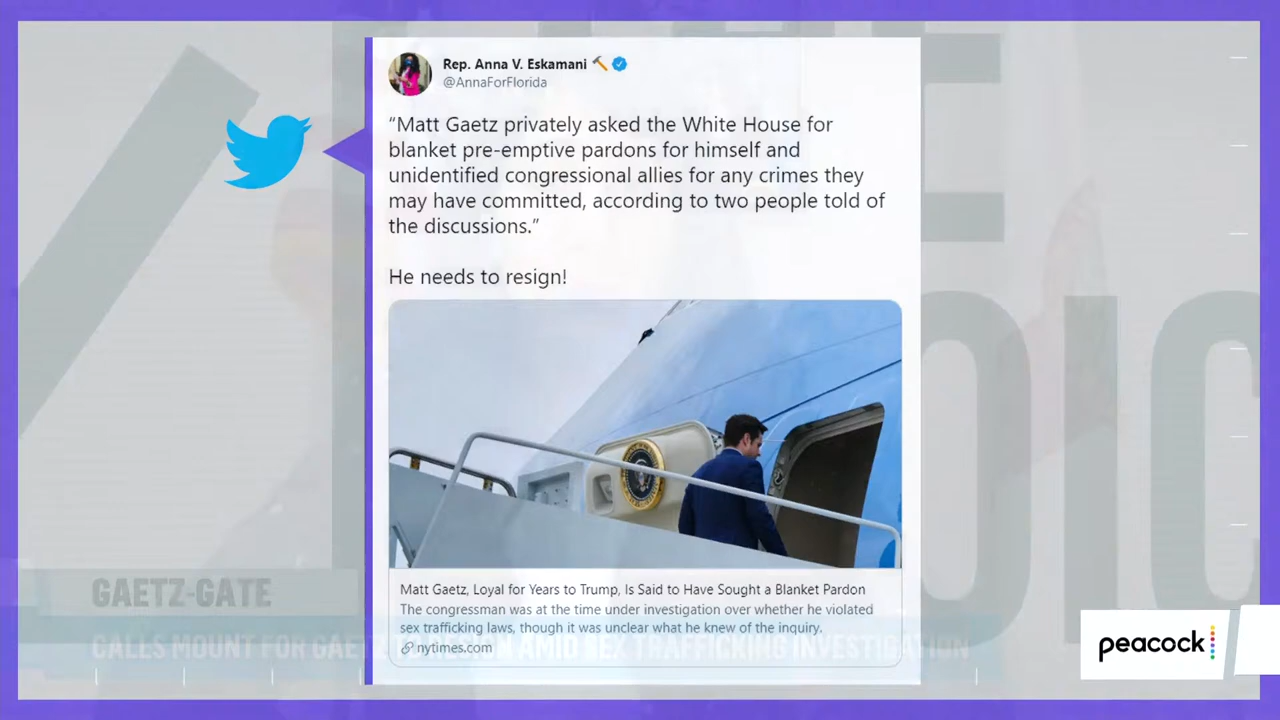 Rep. Anna V. Eskamani
@AnnaForFlorida
“Matt Gaetz privately asked the White House for
blanket pre-emptive pardons for himself and
unidentified congressional allies for any crimes they
may have committed, according to two people told of
the discussions.”
He needs to resign!
Matt Gaetz, Loyal for Years to Trump, Is Said to Have Sought a Blanket Pardon
The congressman was at the time under investigation over whether he violated
sex trafficking laws, though it was unclear what he knew of the inquiry.
nytimes.com
GAETZ-GATE
CALLS MOUNT FOR GAETZ TO RESIGN AMID SEX TRAFFICKING INVESTIGATION
peacock